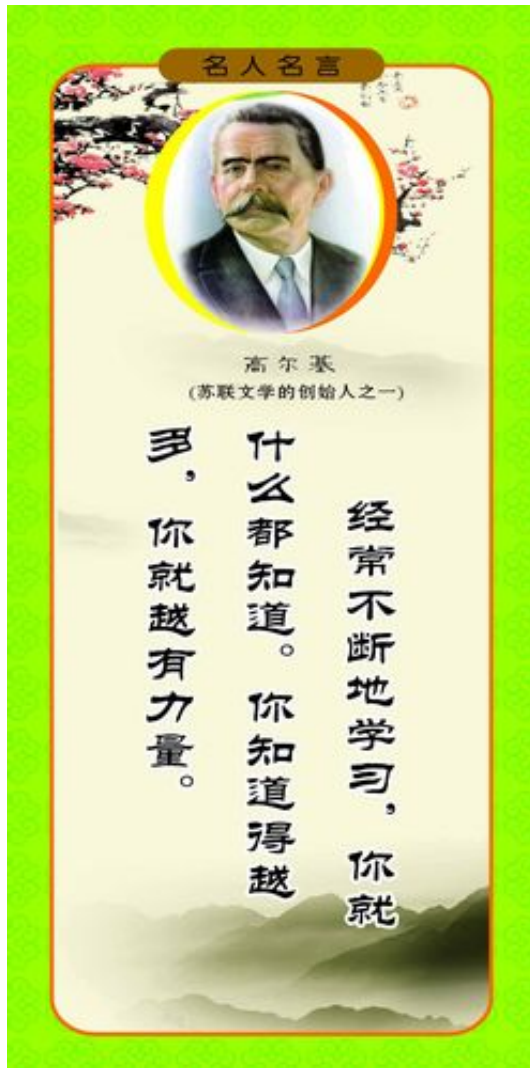 名人名言
高尔基
(苏联文学的创始人之一)
经常不断地学习,你就
什么都知道。你知道得越
多,你就越有力量。